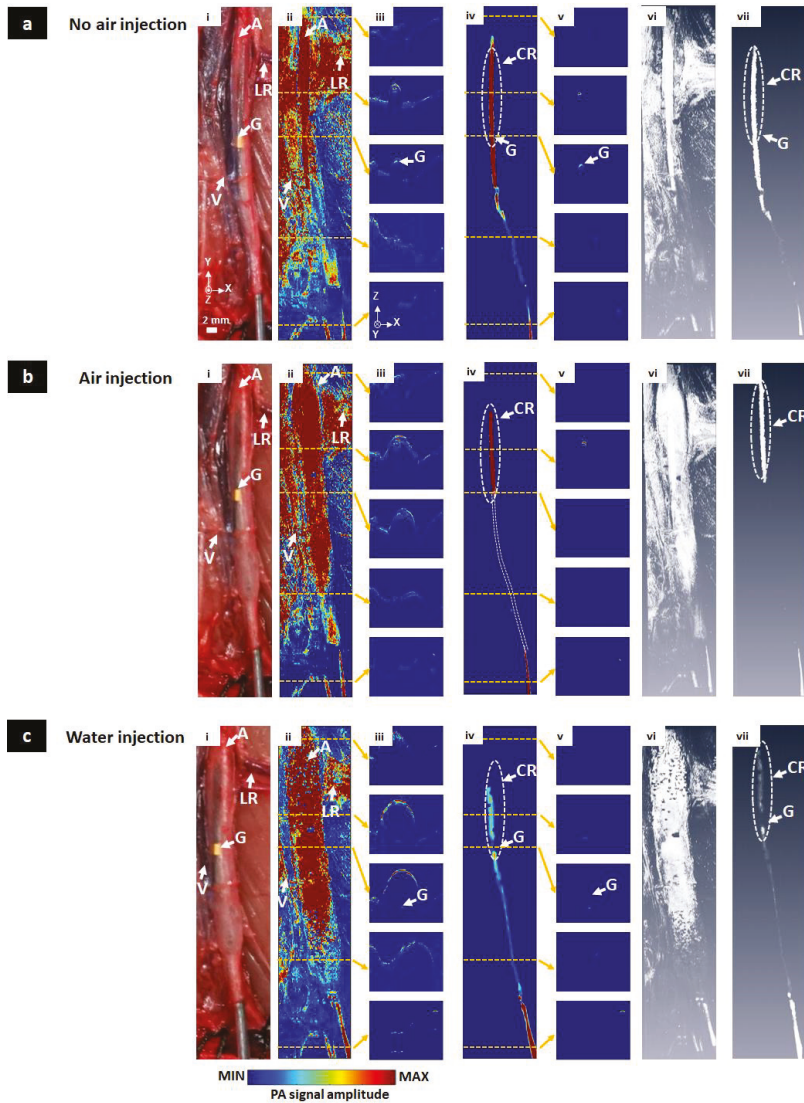 a No air injection
i ii iii iv v vi vii
A A CR CR
LR LR
G G G G G
V V
Y Z X
Z Y X
2 mm
b Air injection
i ii iii iv v vi vii
A A CR CR
LR LR
G
V V
c Water injection
i ii iii iv v vi vii
A A CR CR
LR LR
G G G G G
V V
MIN MAX
PA signal amplitude